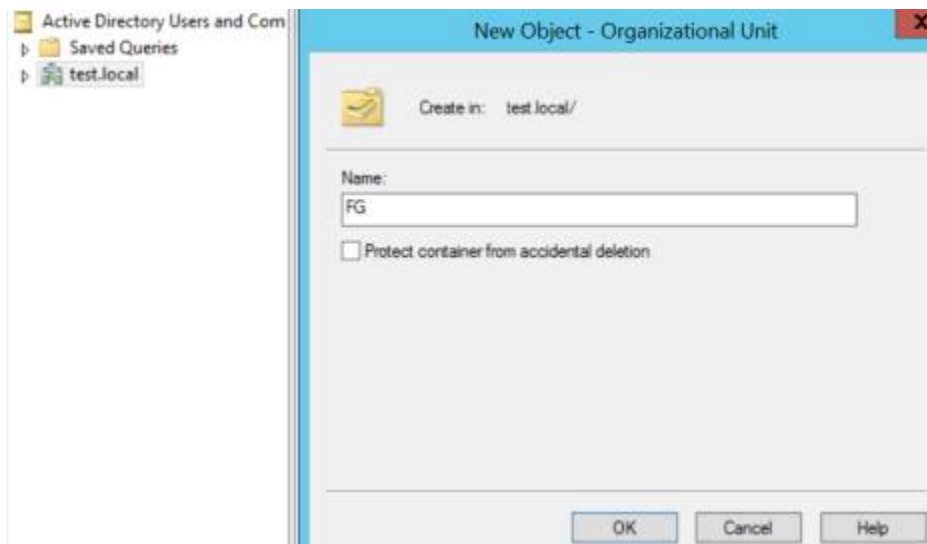 Active Directory Users and Com
Saved Queries
test.local
New Object - Organizational Unit
X
Create in: test.local/
Name:
FG
Protect container from accidental deletion
OK
Cancel
Help